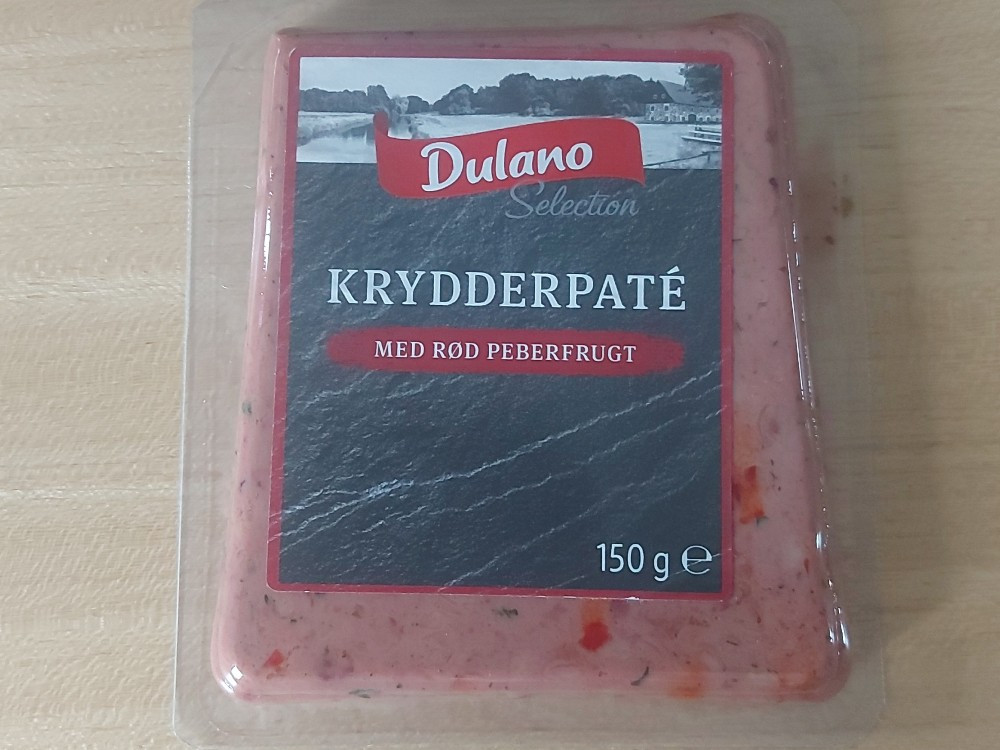 Dulano
Selection
KRYDDERPATÉ
MED RØD PEBERFRUGT
150 g ℮